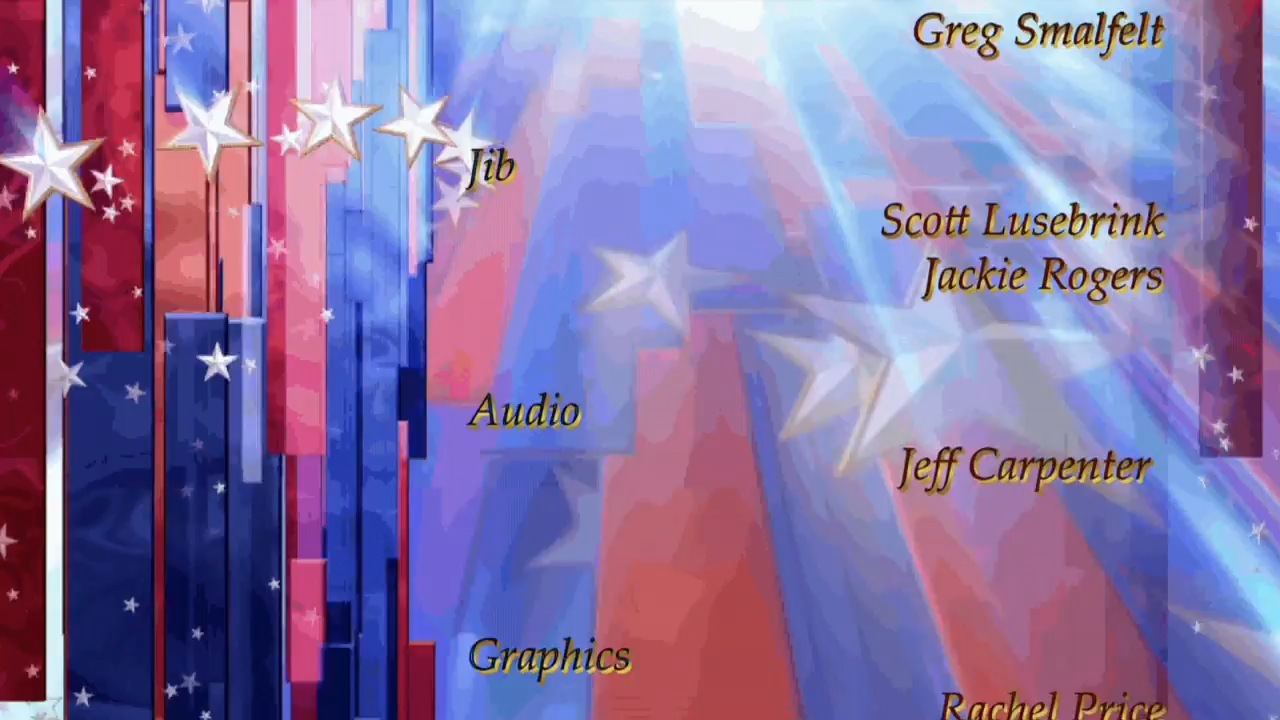 Greg Smalfelt
Jib
Scott Lusebrink
Jackie Rogers
Audio
Jeff Carpenter
Graphics
Rachel Price